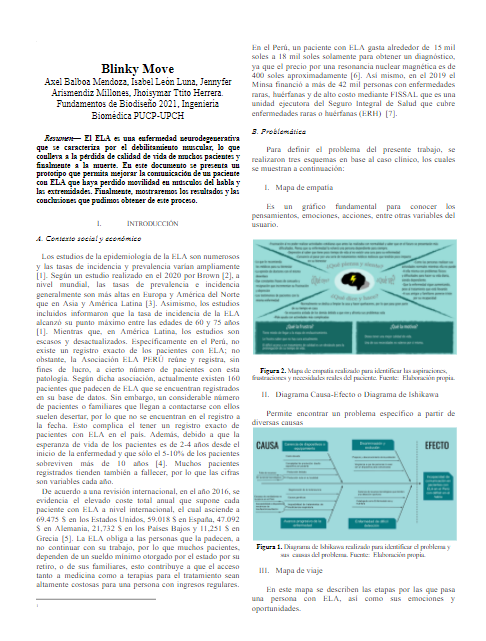 Blinky Move
Axel Balboa Mendoza, Isabel León Luna, Jennyfer
Arismendiz Millones, Jhoisymar Ttito Herrera.
Fundamentos de Biodiseño 2021, Ingeniería
Biomédica PUCP-UPCH
Resumen— El ELA es una enfermedad neurodegenerativa
que se caracteriza por el debilitamiento muscular, lo que
conlleva a la pérdida de calidad de vida de muchos pacientes y
finalmente a la muerte. En este documento se presenta un
prototipo que permita mejorar la comunicación de un paciente
con ELA que haya perdido movilidad en músculos del habla y
las extremidades. Finalmente, mostraremos los resultados y las
conclusiones que pudimos obtener de este proceso.
I. INTRODUCCIÓN
A. Contexto social y económico
Los estudios de la epidemiología de la ELA son numerosos
y las tasas de incidencia y prevalencia varían ampliamente
[1]. Según un estudio realizado en el 2020 por Brown [2], a
nivel mundial, las tasas de prevalencia e incidencia
generalmente son más altas en Europa y América del Norte
que en Asia y América Latina [3]. Asimismo, los estudios
incluidos informaron que la tasa de incidencia de la ELA
alcanzó su punto máximo entre las edades de 60 y 75 años
[1]. Mientras que, en América Latina, los estudios son
escasos y desactualizados. Específicamente en el Perú, no
existe un registro exacto de los pacientes con ELA; no
obstante, la Asociación ELA PERÚ reúne y registra, sin
fines de lucro, a cierto número de pacientes con esta
patología. Según dicha asociación, actualmente existen 160
pacientes que padecen de ELA que se encuentran registrados
en su base de datos. Sin embargo, un considerable número
de pacientes o familiares que llegan a contactarse con ellos
suelen desertar, por lo que no se encuentran en el registro a
la fecha. Esto complica el tener un registro exacto de
pacientes con ELA en el país. Además, debido a que la
esperanza de vida de los pacientes es de 2-4 años desde el
inicio de la enfermedad y que sólo el 5-10% de los pacientes
sobreviven más de 10 años [4]. Muchos pacientes
registrados tienden también a fallecer, por lo que las cifras
son variables cada año.
De acuerdo a una revisión internacional, en el año 2016, se
evidencia el elevado coste total anual que supone cada
paciente con ELA a nivel internacional, el cual asciende a
69,475 $ en los Estados Unidos, 59,018 $ en España, 47,092
$ en Alemania, 21,732 $ en los Países Bajos y 11,251 $ en
Grecia [5]. La ELA obliga a las personas que la padecen, a
no continuar con su trabajo, por lo que muchos pacientes,
dependen de un sueldo mínimo otorgado por el estado por su
retiro, o de sus familiares, esto contribuye a que el acceso
tanto a medicina como a terapias para el tratamiento sean
altamente costosas para una persona con ingresos regulares.
En el Perú, un paciente con ELA gasta alrededor de 15 mil
soles a 18 mil soles solamente para obtener un diagnóstico,
ya que el precio por una resonancia nuclear magnética es de
400 soles aproximadamente [6]. Así mismo, en el 2019 el
Minsa financió a más de 42 mil personas con enfermedades
raras, huérfanas y de alto costo mediante FISSAL que es una
unidad ejecutora del Seguro Integral de Salud que cubre
enfermedades raras o huérfanas (ERH) [7].
B. Problemática
Para definir el problema del presente trabajo, se
realizaron tres esquemas en base al caso clínico, los cuales
se muestran a continuación:
I. Mapa de empatía
Es un gráfico fundamental para conocer los
pensamientos, emociones, acciones, entre otras variables del
usuario.
Figura 2. Mapa de empatía realizado para identificar las aspiraciones,
frustraciones y necesidades reales del paciente. Fuente: Elaboración propia.
II. Diagrama Causa-Efecto o Diagrama de Ishikawa
Permite encontrar un problema específico a partir de
diversas causas
CAUSA
EFECTO
Figura 1. Diagrama de Ishikawa realizado para identificar el problema y
sus causas del problema. Fuente: Elaboración propia.
III. Mapa de viaje
En este mapa se describen las etapas por las que pasa
una persona con ELA, así como sus emociones y
oportunidades.